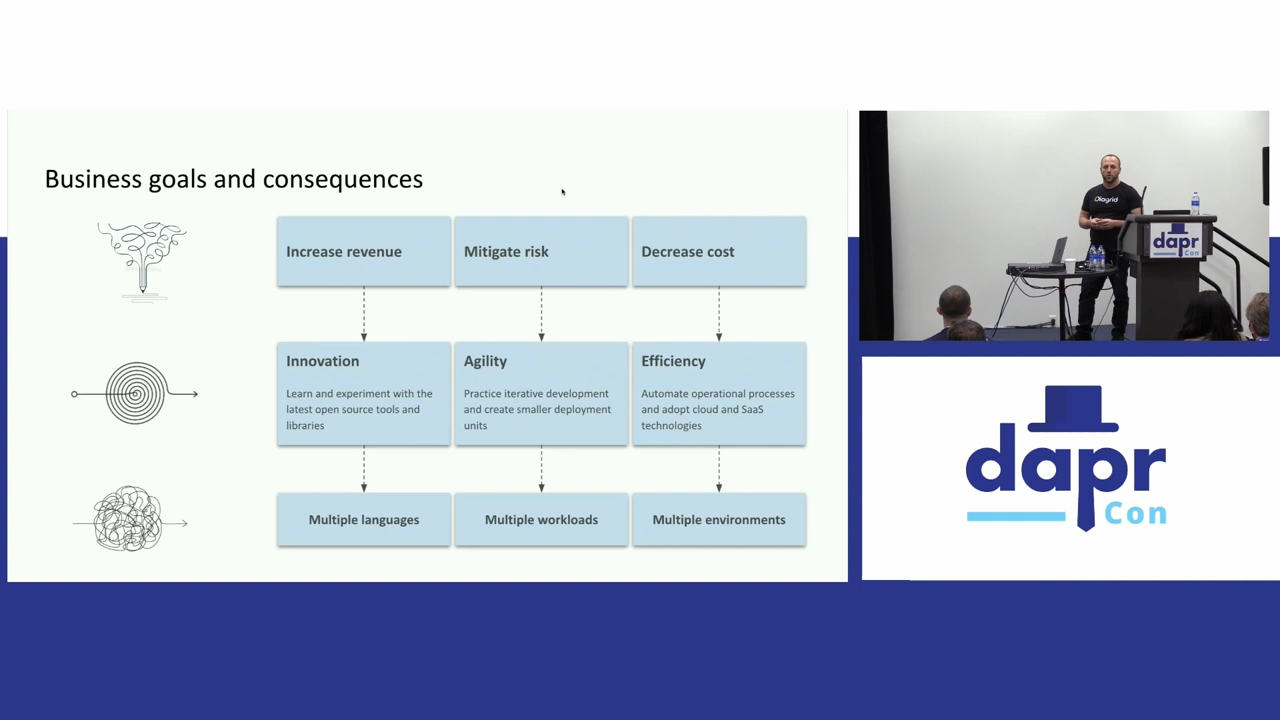 Business goals and consequences
Increase revenue
Mitigate risk
Decrease cost
Innovation
Learn and experiment with the
latest open source tools and
libraries
Agility
Practice iterative development
and create smaller deployment
units
Efficiency
Automate operational processes
and adopt cloud and SaaS
technologies
Multiple languages
Multiple workloads
Multiple environments
Diagrid
dapr
Con
dapr
Con